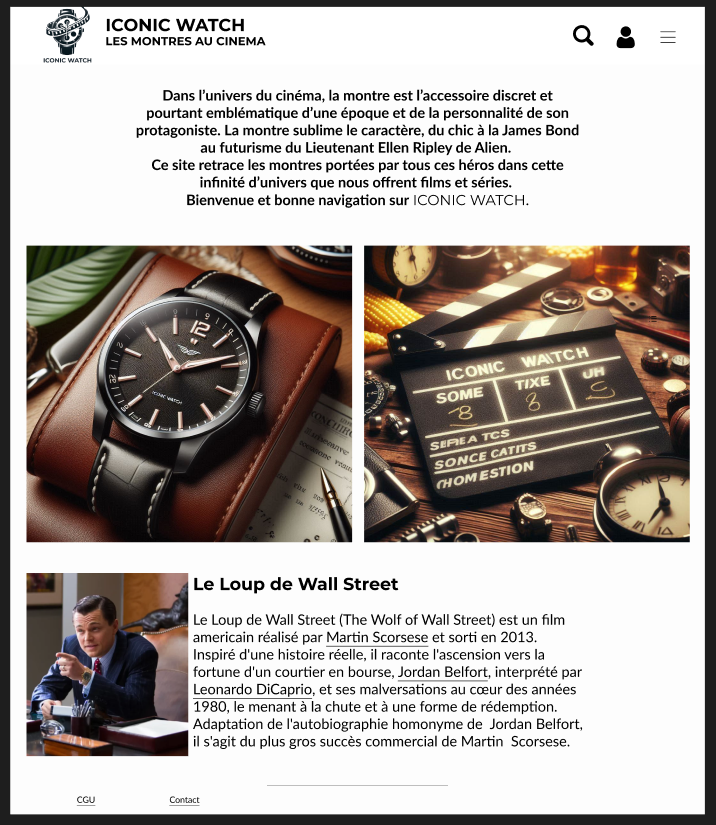 ICONIC WATCH
LES MONTRES AU CINEMA
ICONIC WATCH
Dans l'univers du cinéma, la montre est l'accessoire discret et
pourtant emblématique d'une époque et de la personnalité de son
protagoniste. La montre sublime le caractère, du chic à la James Bond
au futurisme du Lieutenant Ellen Ripley de Alien.
Ce site retrace les montres portées par tous ces héros dans cette
infinité d'univers que nous offrent films et séries.
Bienvenue et bonne navigation sur ICONIC WATCH.
12
ICONIC WATCH
ICONIC WATCH
SOME
TIXE
UH
8
8
SONCE CATITS
Le Loup de Wall Street
Le Loup de Wall Street (The Wolf of Wall Street) est un film
americain réalisé par Martin Scorsese et sorti en 2013.
Inspiré d'une histoire réelle, il raconte l'ascension vers la
fortune d'un courtier en bourse, Jordan Belfort, interprété par
Leonardo DiCaprio, et ses malversations au cœur des années
1980, le menant à la chute et à une forme de rédemption.
Adaptation de l'autobiographie homonyme de Jordan Belfort,
il s'agit du plus gros succès commercial de Martin Scorsese.
CGU
Contact